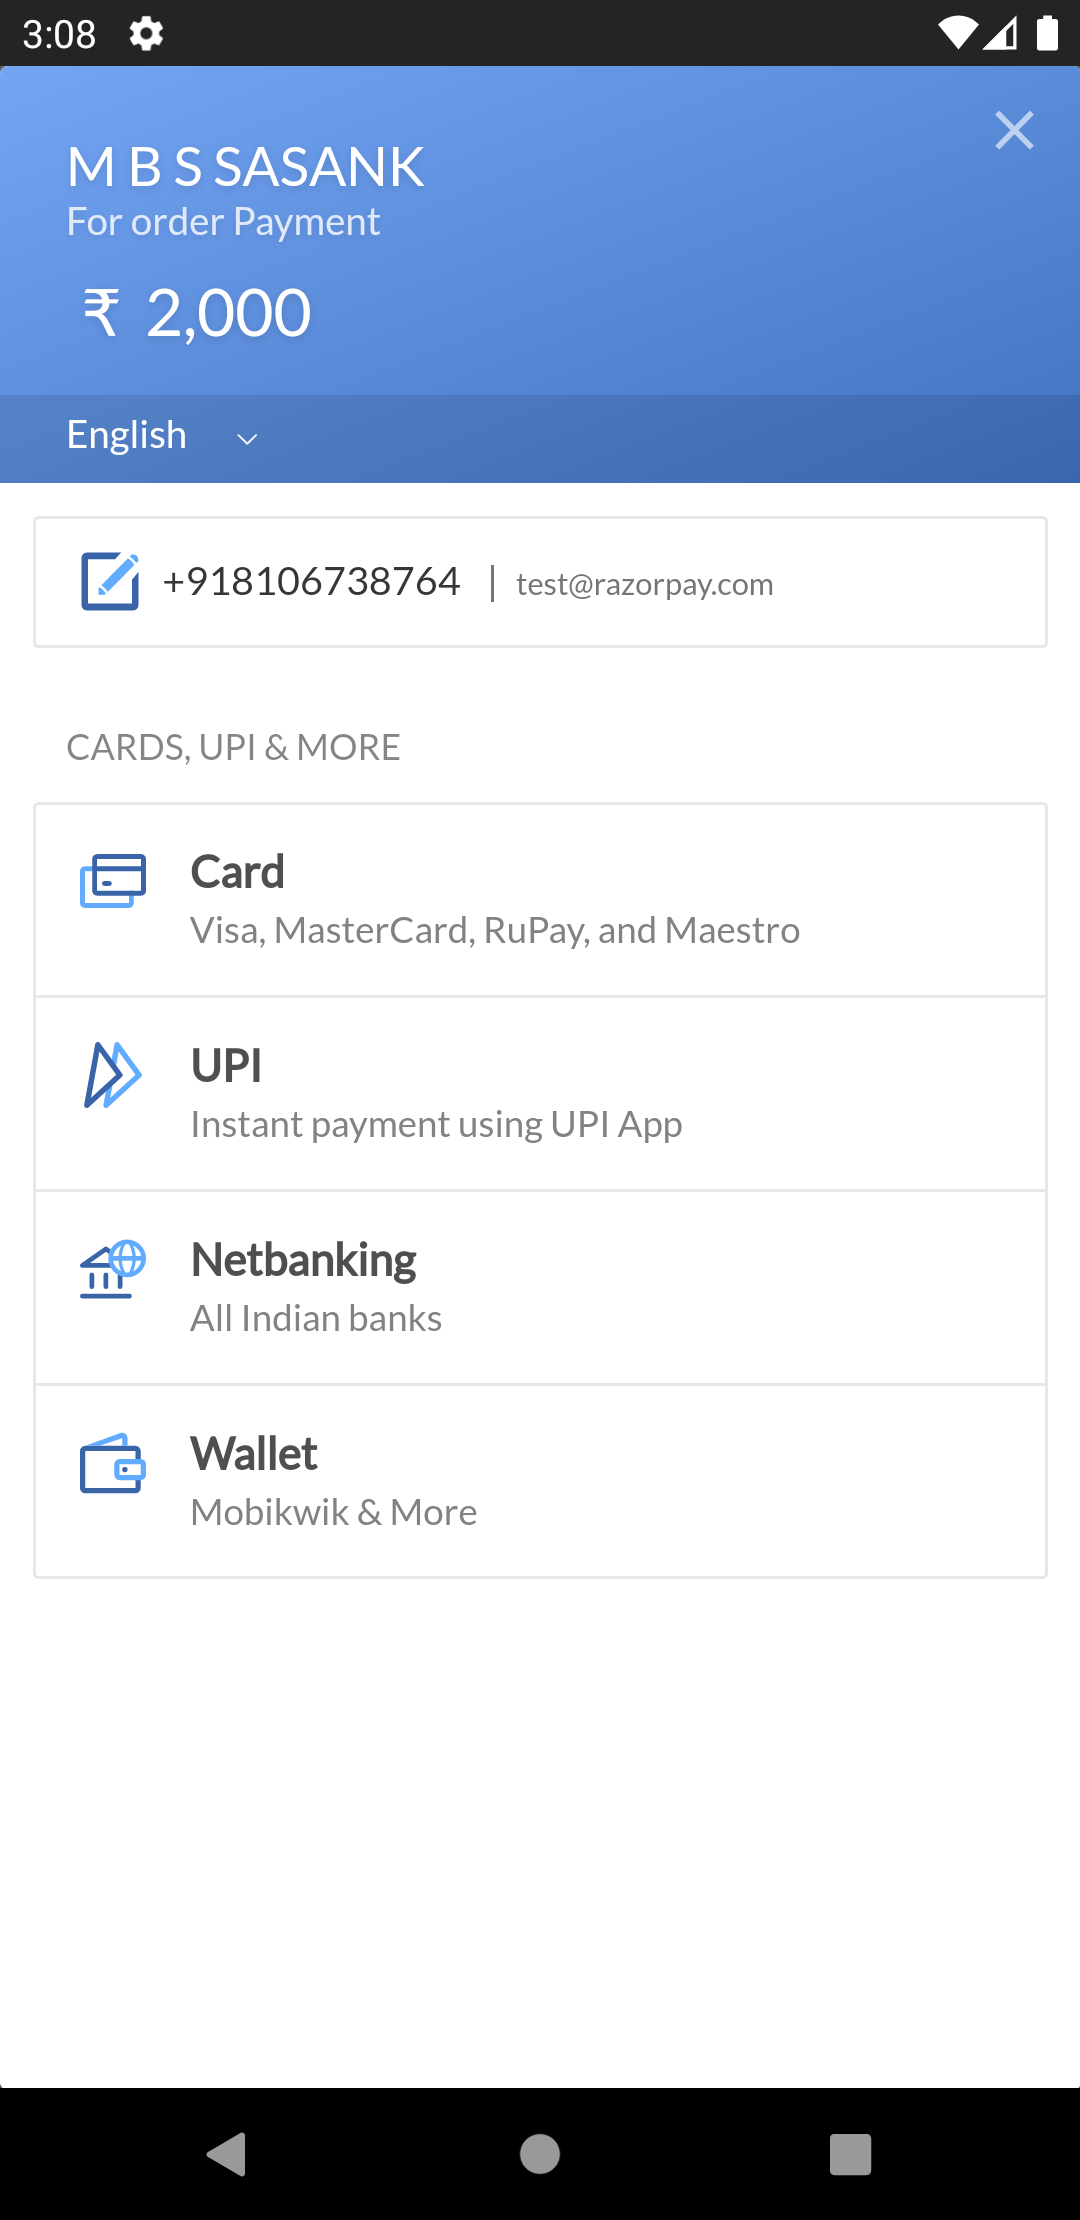 3:08
M B S SASANK
For order Payment
₹ 2,000
English
+918106738764 | test@razorpay.com
CARDS, UPI & MORE
Card
Visa, MasterCard, RuPay, and Maestro
UPI
Instant payment using UPI App
Netbanking
All Indian banks
Wallet
Mobikwik & More